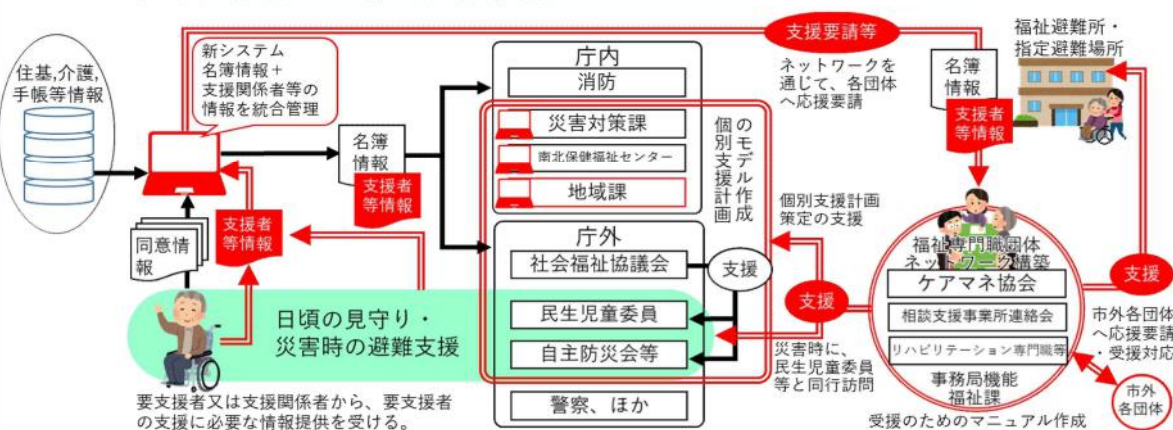 住基,介護,
手帳等情報
新システム
名簿情報＋
支援関係者等の
情報を統合管理
同意情
報
支援者
等情報
名簿
情報
支援者
等情報
庁内
消防
災害対策課
南北保健福祉センター
地域課
庁外
社会福祉協議会
民生児童委員
自主防災会等
警察、ほか
個別支援計画
のモデル作成
支援
日頃の見守り・
災害時の避難支援
要支援者又は支援関係者から、要支援者
の支援に必要な情報提供を受ける。
支援要請等
ネットワークを
通じて、各団体
へ応援要請
名簿
情報
支援者
等情報
福祉避難所・
指定避難場所
個別支援計画
策定の支援
支援
災害時に、
民生児童委員
等と同行訪問
福祉専門職団体
ネットワーク構築
ケアマネ協会
相談支援事業所連絡会
リハビリテーション専門職等
事務局機能
福祉課
受援のためのマニュアル作成
支援
市外各団体
へ応援要請
・受援対応
市外
各団体